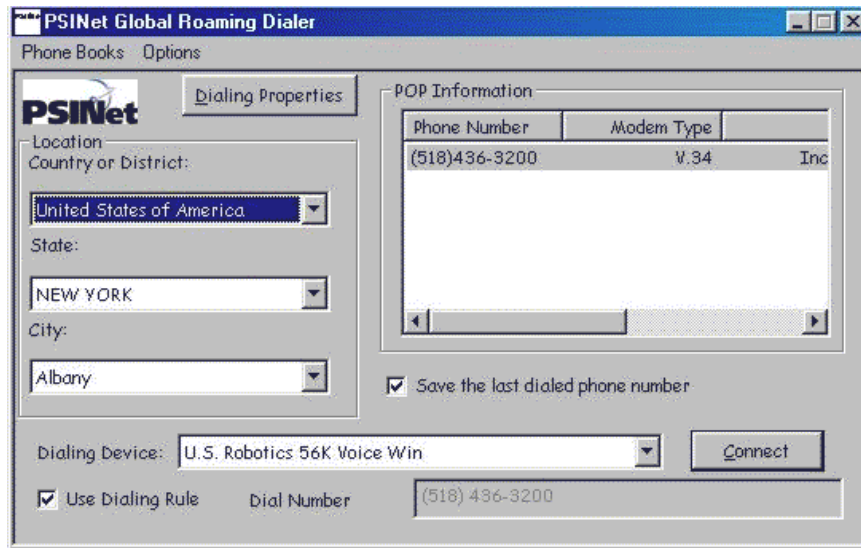 PSINet Global Roaming Dialer
Phone Books Options
PSINet
Dialing Properties
Location
Country or District:
United States of America
State:
NEW YORK
City:
Albany
POP Information
Phone Number Modem Type
(518)436-3200 V.34 Inc
Save the last dialed phone number
Dialing Device: U.S. Robotics 56K Voice Win
Connect
Use Dialing Rule Dial Number (518) 436-3200